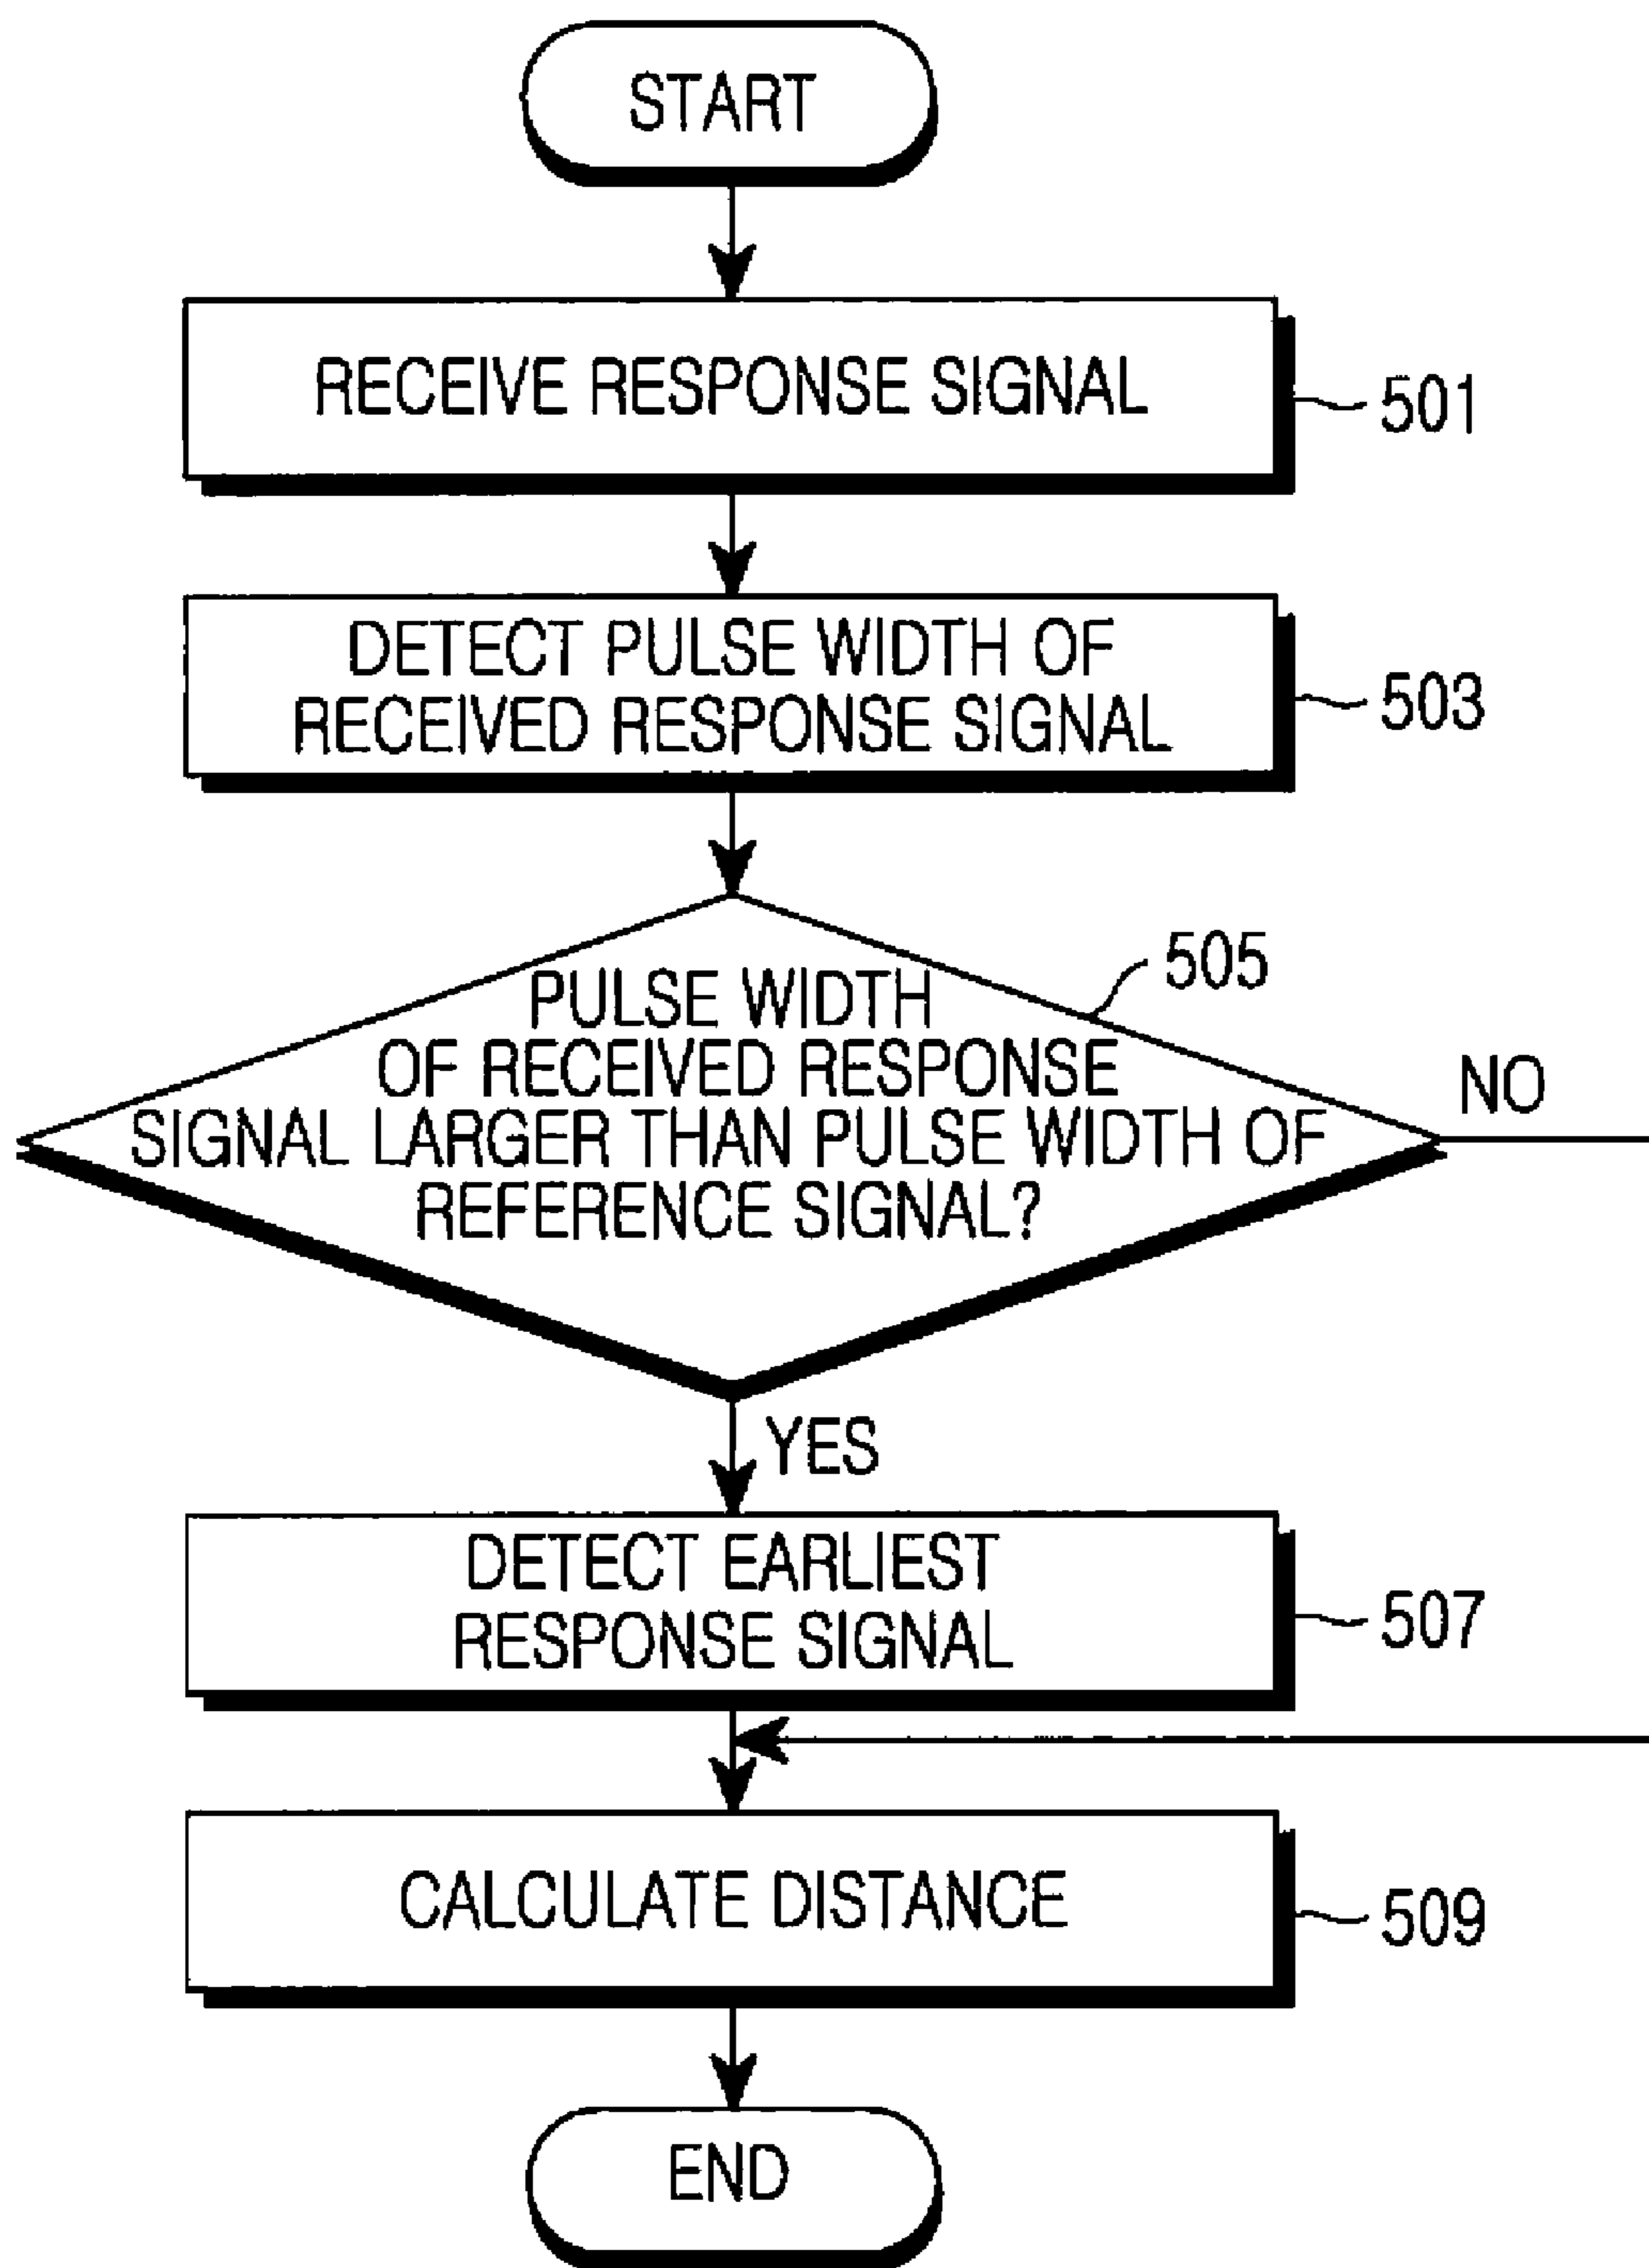 START
RECEIVE RESPONSE SIGNAL
501
DETECT PULSE WIDTH OF
RECEIVED RESPONSE SIGNAL
503
505
PULSE WIDTH
OF RECEIVED RESPONSE
SIGNAL LARGER THAN PULSE WIDTH OF
REFERENCE SIGNAL?
NO
YES
DETECT EARLIEST
RESPONSE SIGNAL
507
CALCULATE DISTANCE
509
END